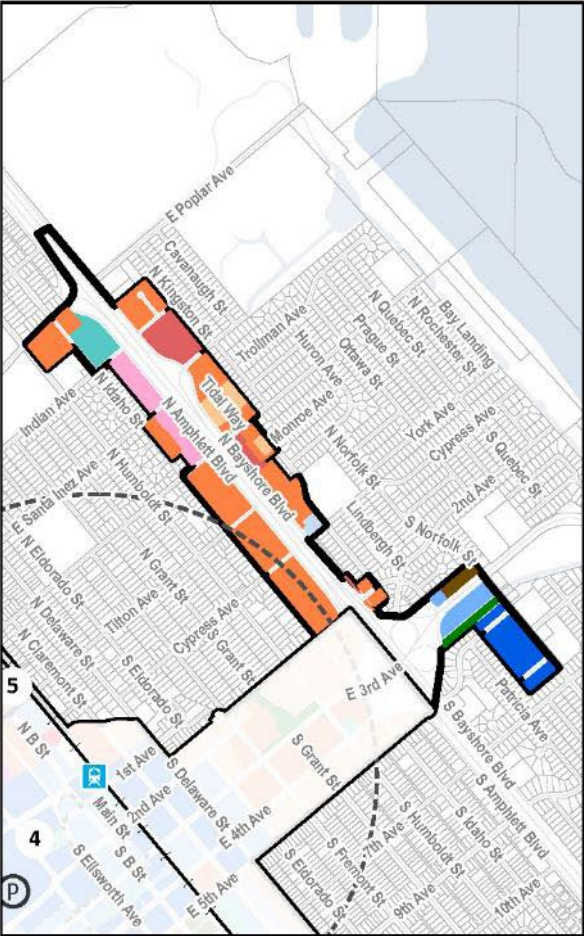 E Poplar Ave
Cavanaugh St
N Kingston St
Trollman Ave
Huron Ave
Ottawa St
Prague St
N Quebec St
N Rochester St
Bay Landing
Tidal Way
Monroe Ave
York Ave
Cypress Ave
S Quebec St
Indian Ave
N Idaho St
N Amphlett Blvd
N Bayshore Blvd
N Norfolk St
2nd Ave
Lindbergh St
S Norfolk St
E Santa Inez Ave
N Humboldt St
N Eldorado St
N Grant St
Tilton Ave
Cypress Ave
N Delaware St
N Claremont St
S Eldorado St
S Grant St
E 3rd Ave
Patricia Ave
5
N B St
1st Ave
S Delaware St
S Grant St
S Bayshore Blvd
S Amphlett Blvd
2nd Ave
Main St
E 4th Ave
S Idaho St
S Humboldt St
7th Ave
4
S B St
S Fremont St
S Ellsworth Ave
E 5th Ave
S Eldorado St
9th Ave
10th Ave
P